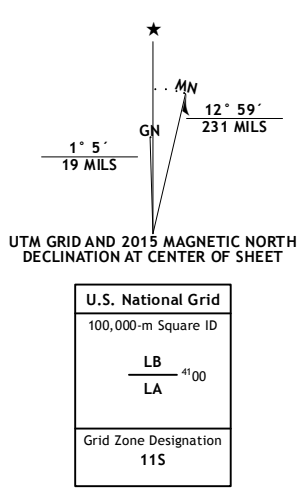 ★
MN
12° 59´
231 MILS
GN
1° 5´
19 MILS
UTM GRID AND 2015 MAGNETIC NORTH
DECLINATION AT CENTER OF SHEET
U.S. National Grid
100,000-m Square ID
LB
4100
LA
Grid Zone Designation
11S